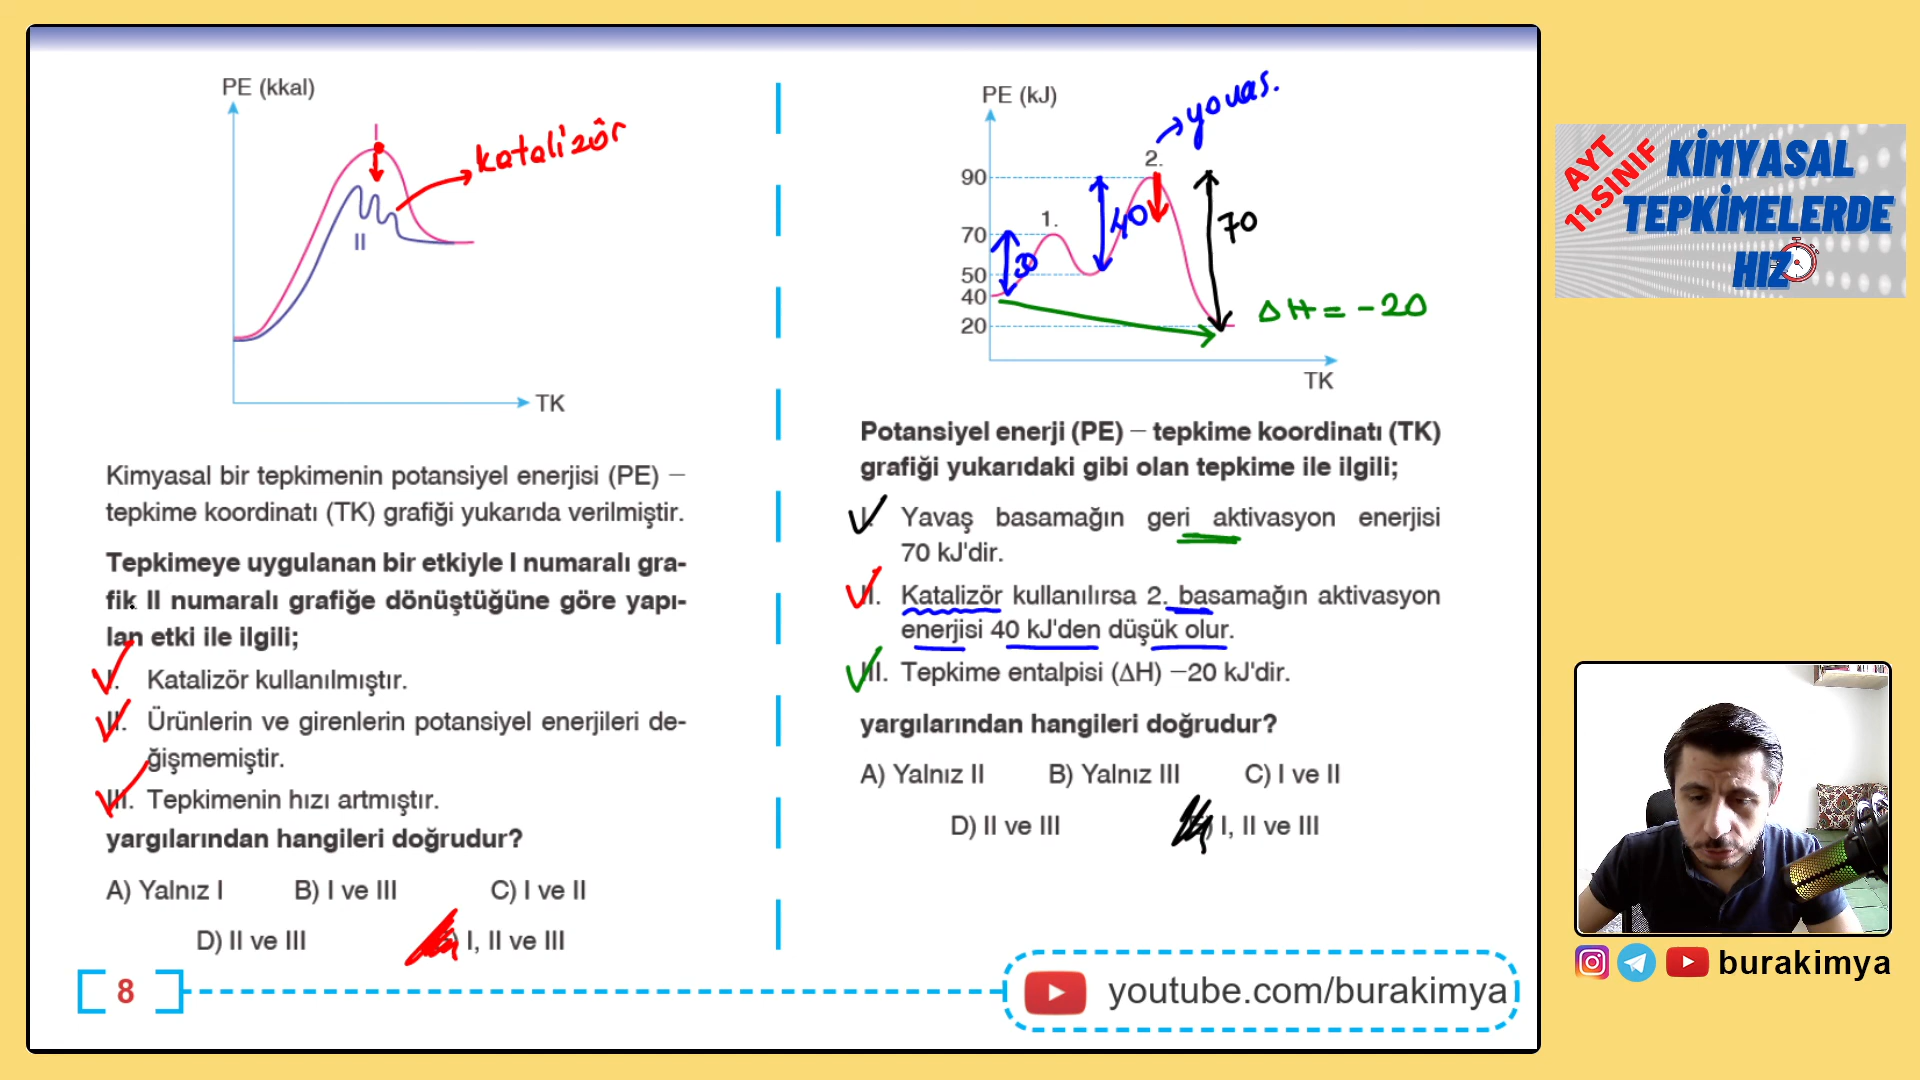 PE (kkal)
I
katalizör
II
TK
Kimyasal bir tepkimenin potansiyel enerjisi (PE) –
tepkime koordinatı (TK) grafiği yukarıda verilmiştir.
Tepkimeye uygulanan bir etkiyle I numaralı gra-
fik II numaralı grafiğe dönüştüğüne göre yapı-
lan etki ile ilgili;
I. Katalizör kullanılmıştır.
II. Ürünlerin ve girenlerin potansiyel enerjileri de-
ğişmemiştir.
III. Tepkimenin hızı artmıştır.
yargılarından hangileri doğrudur?
A) Yalnız I B) I ve III C) I ve II
D) II ve III I, II ve III
8
PE (kJ)
yavaş.
2.
90
1.
40
70
70
30
50
40
20
ΔH = -20
TK
Potansiyel enerji (PE) – tepkime koordinatı (TK)
grafiği yukarıdaki gibi olan tepkime ile ilgili;
I. Yavaş basamağın geri aktivasyon enerjisi
70 kJ'dir.
II. Katalizör kullanılırsa 2. basamağın aktivasyon
enerjisi 40 kJ'den düşük olur.
III. Tepkime entalpisi (ΔH) –20 kJ'dir.
yargılarından hangileri doğrudur?
A) Yalnız II B) Yalnız III C) I ve II
D) II ve III ) I, II ve III
youtube.com/burakimya
AYT
11.SINIF
KİMYASAL
TEPKİMELERDE
HIZ
burakimya